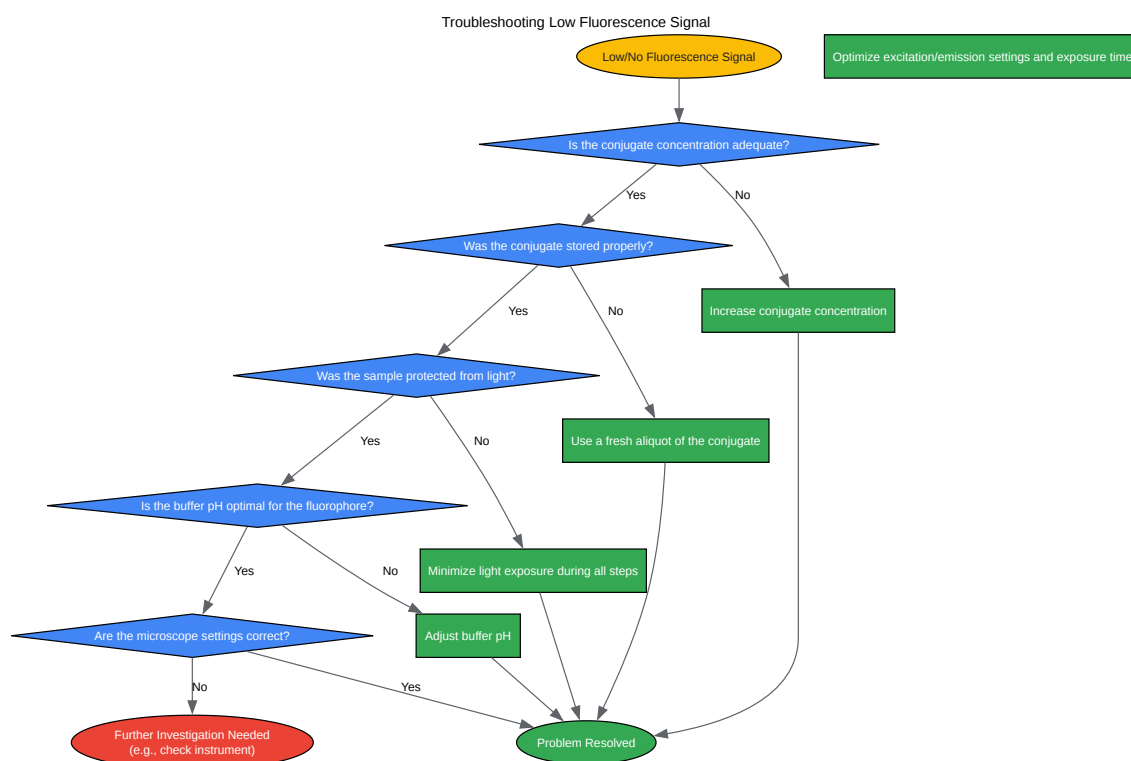 Troubleshooting Low Fluorescence Signal
Low/No Fluorescence Signal
Optimize excitation/emission settings and exposure time
Is the conjugate concentration adequate?
Yes
No
Was the conjugate stored properly?
Yes
No
Increase conjugate concentration
Was the sample protected from light?
Yes
No
Use a fresh aliquot of the conjugate
Is the buffer pH optimal for the fluorophore?
Yes
No
Minimize light exposure during all steps
Are the microscope settings correct?
Adjust buffer pH
No
Yes
Further Investigation Needed
(e.g., check instrument)
Problem Resolved